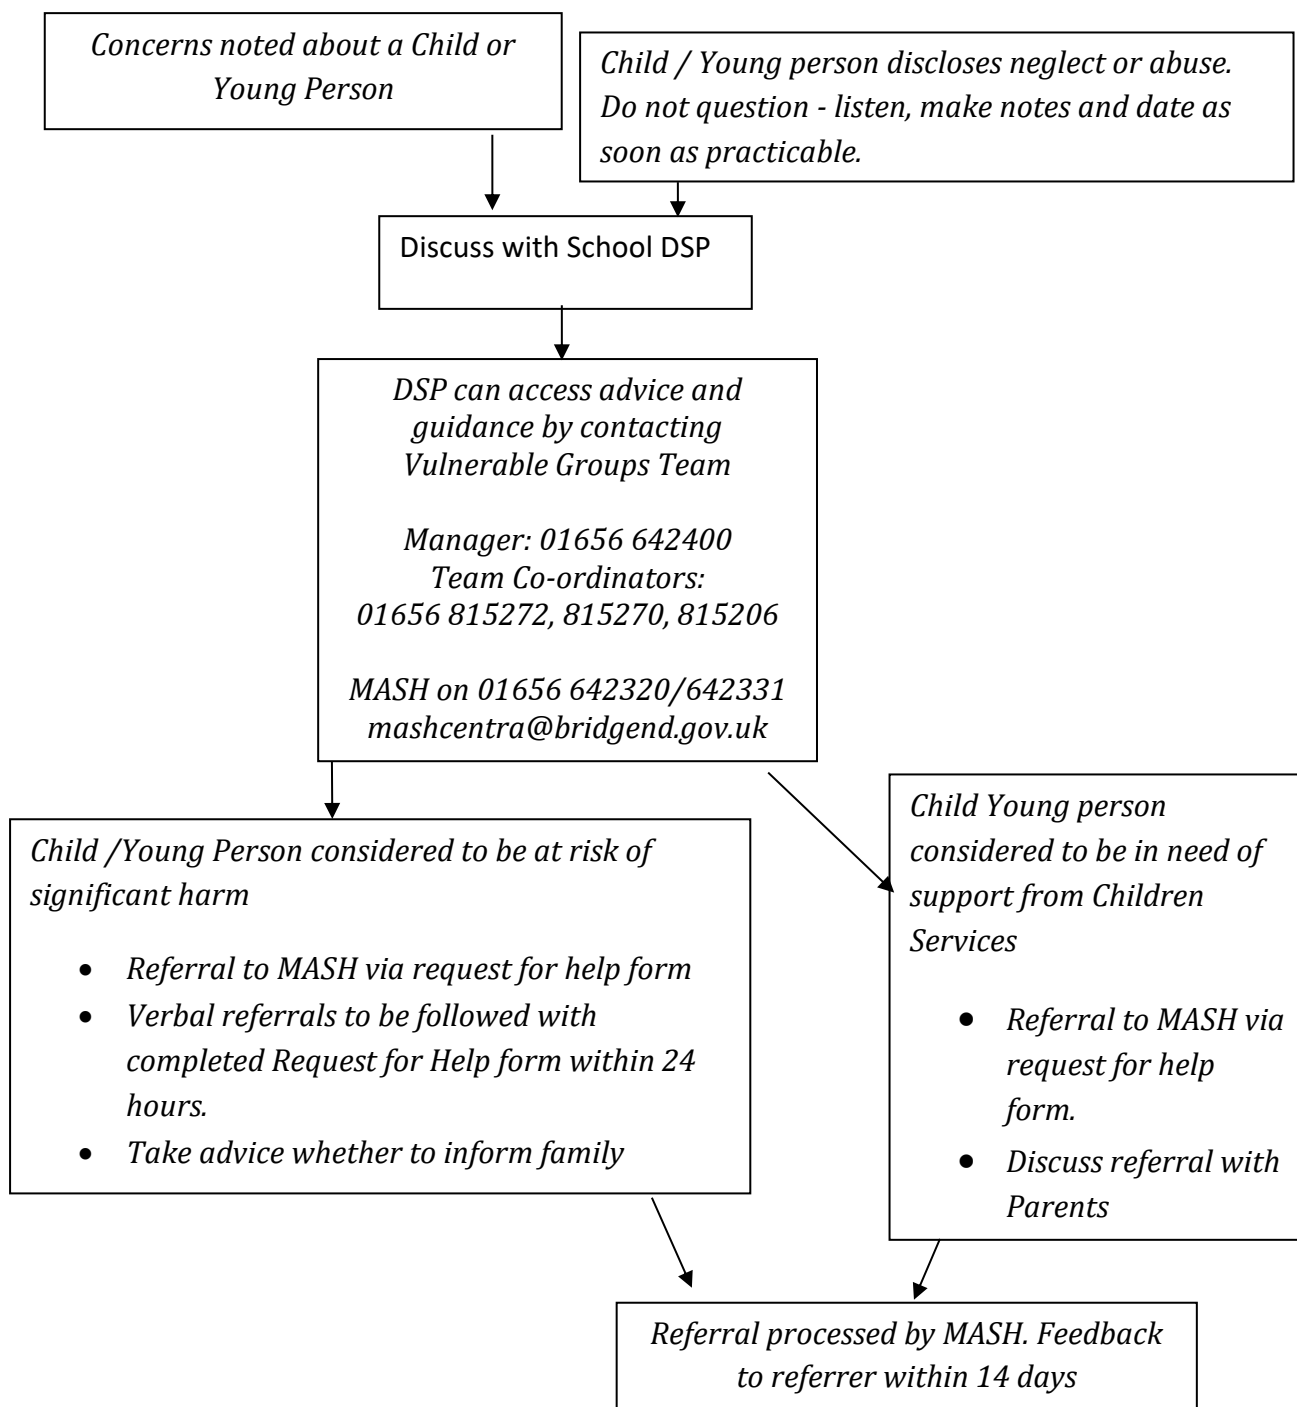 Concerns noted about a Child or
Young Person
Child / Young person discloses neglect or abuse.
Do not question - listen, make notes and date as
soon as practicable.
Discuss with School DSP
DSP can access advice and
guidance by contacting
Vulnerable Groups Team
Manager: 01656 642400
Team Co-ordinators:
01656 815272, 815270, 815206
MASH on 01656 642320/642331
mashcentra@bridgend.gov.uk
Child /Young Person considered to be at risk of
significant harm
• Referral to MASH via request for help form
• Verbal referrals to be followed with
completed Request for Help form within 24
hours.
• Take advice whether to inform family
Child Young person
considered to be in need of
support from Children
Services
• Referral to MASH via
request for help
form.
• Discuss referral with
Parents
Referral processed by MASH. Feedback
to referrer within 14 days